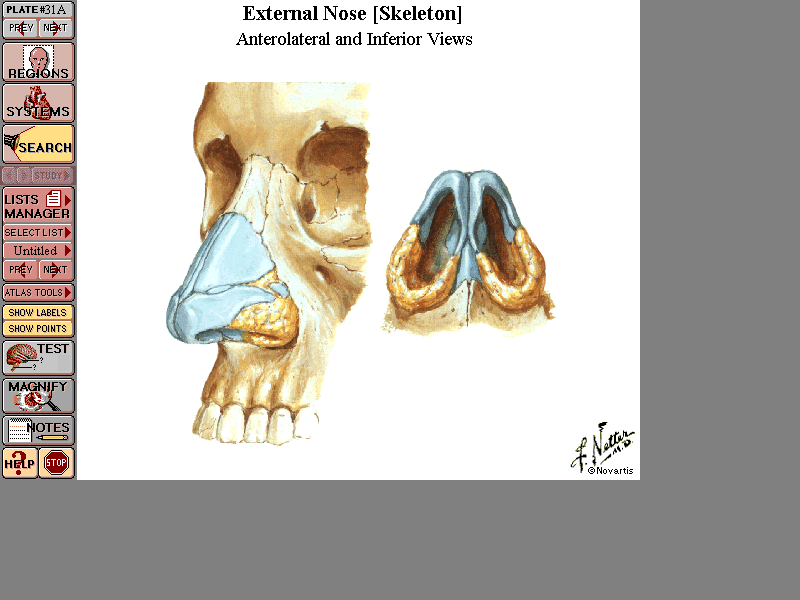 PLATE#31A
PREV NEXT
REGIONS
SYSTEMS
SEARCH
STUDY
LISTS
MANAGER
SELECT LIST
Untitled
PREV NEXT
ATLAS TOOLS
SHOW LABELS
SHOW POINTS
TEST
MAGNIFY
NOTES
HELP STOP
External Nose [Skeleton]
Anterolateral and Inferior Views
F. Netter
M.D.
©Novartis